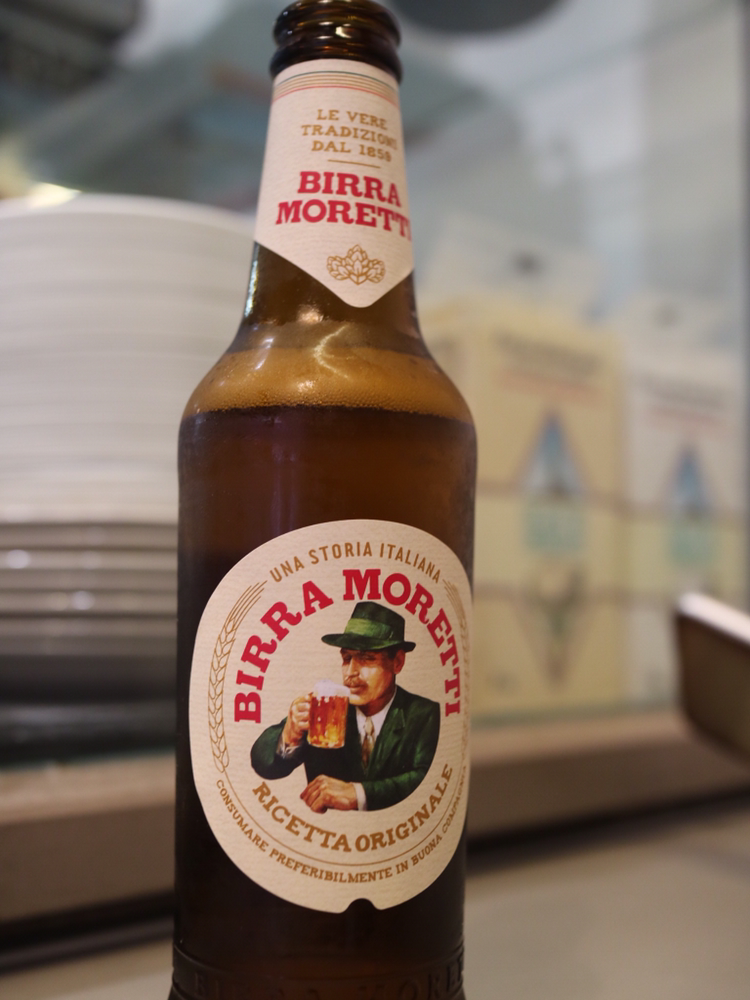 LE VERE
TRADIZIONI
DAL 1859
BIRRA
MORETTI
UNA STORIA ITALIANA
BIRRA MORETTI
RICETTA ORIGINALE
CONSUMARE PREFERIBILMENTE IN BUONA COMPAGNIA